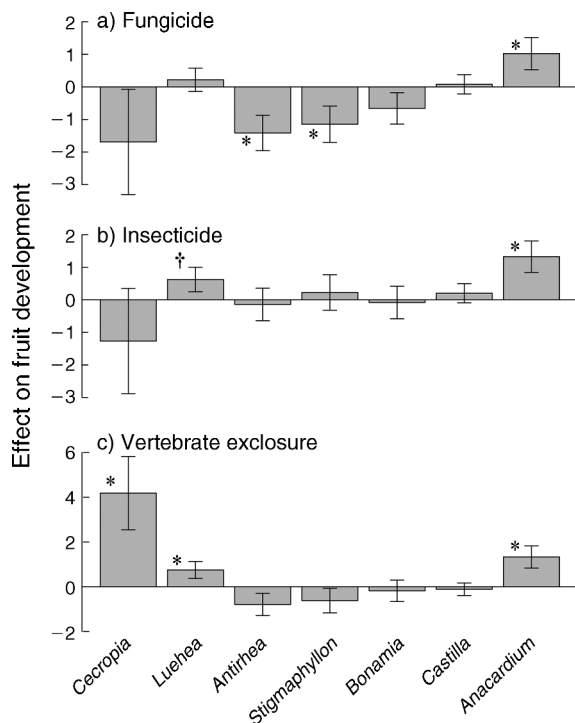 a) Fungicide
2
1
0
−1
−2
−3
*
*
*
b) Insecticide
2
1
0
−1
−2
−3
†
*
Effect on fruit development
c) Vertebrate exclosure
6
4
2
0
−2
*
*
*
Cecropia
Luehea
Antirhea
Stigmaphyllon
Bonamia
Castilla
Anacardium